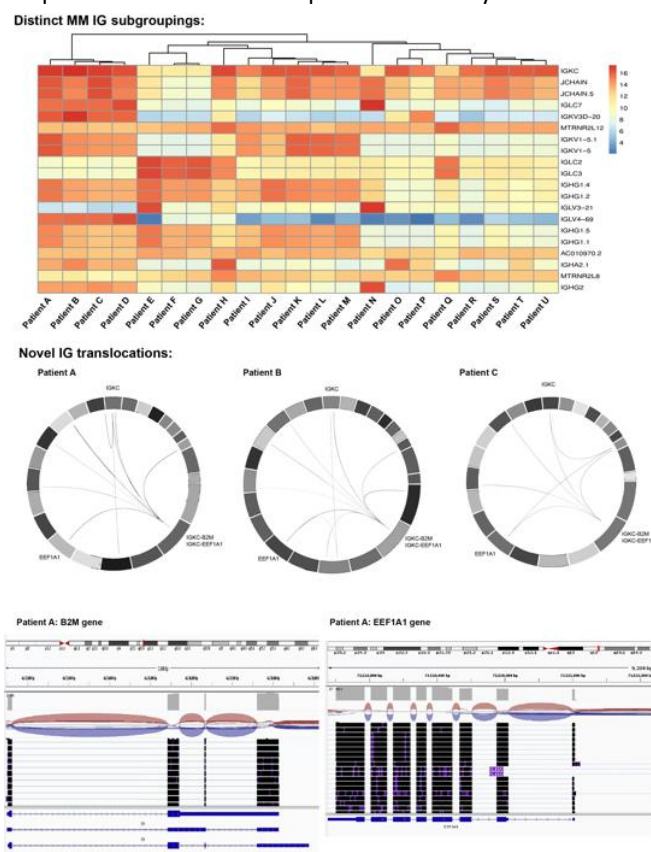 Distinct MM IG subgroupings:
IGKC
JCHAIN
JCHAIN.5
IGLC7
IGKV3D-20
MTRNR2L12
IGKV1-5.1
IGKV1-5
IGLC2
IGLC3
IGHG1.4
IGHG1.2
IGLV3-21
IGLV4-69
IGHG1.5
IGHG1.1
AC010970.2
IGHA2.1
MTRNR2L8
IGHG2
16
14
12
10
8
6
4
Patient A
Patient B
Patient C
Patient D
Patient E
Patient F
Patient G
Patient H
Patient I
Patient J
Patient K
Patient L
Patient M
Patient N
Patient O
Patient P
Patient Q
Patient R
Patient S
Patient T
Patient U
Novel IG translocations:
Patient A
Patient B
Patient C
IGKC
IGKC
IGKC
IGKC-B2M
IGKC-EEF1A1
EEF1A1
IGKC-B2M
IGKC-EEF1A1
EEF1A1
IGKC-B2M
IGKC-EEF1A1
EEF1A1
Patient A: B2M gene
Patient A: EEF1A1 gene